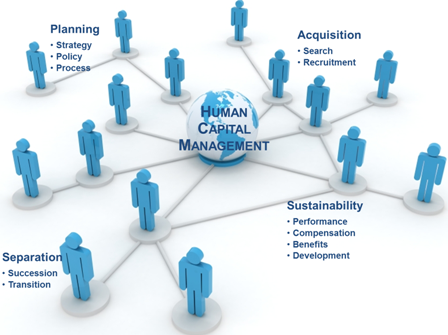 Planning
• Strategy
• Policy
• Process
Acquisition
• Search
• Recruitment
HUMAN
CAPITAL
MANAGEMENT
Sustainability
• Performance
• Compensation
• Benefits
• Development
Separation
• Succession
• Transition